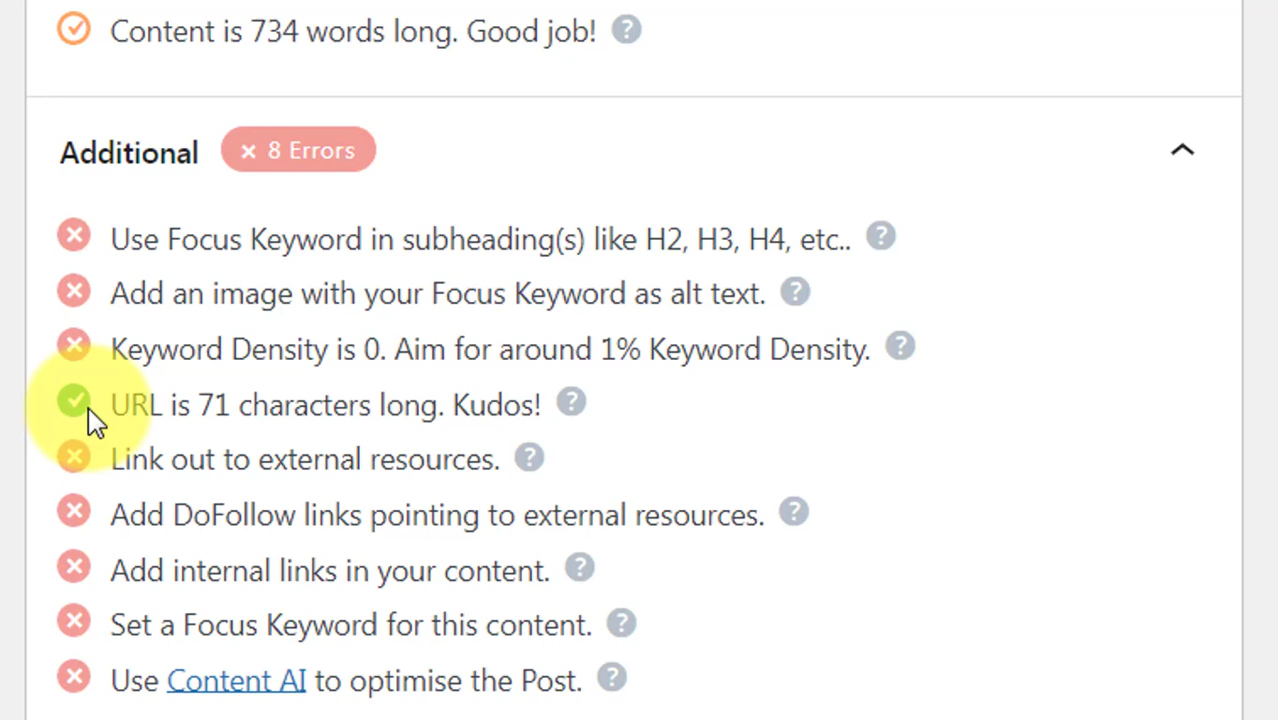 Content is 734 words long. Good job! ?
Additional × 8 Errors
Use Focus Keyword in subheading(s) like H2, H3, H4, etc.. ?
Add an image with your Focus Keyword as alt text. ?
Keyword Density is 0. Aim for around 1% Keyword Density. ?
URL is 71 characters long. Kudos! ?
Link out to external resources. ?
Add DoFollow links pointing to external resources. ?
Add internal links in your content. ?
Set a Focus Keyword for this content. ?
Use Content AI to optimise the Post. ?